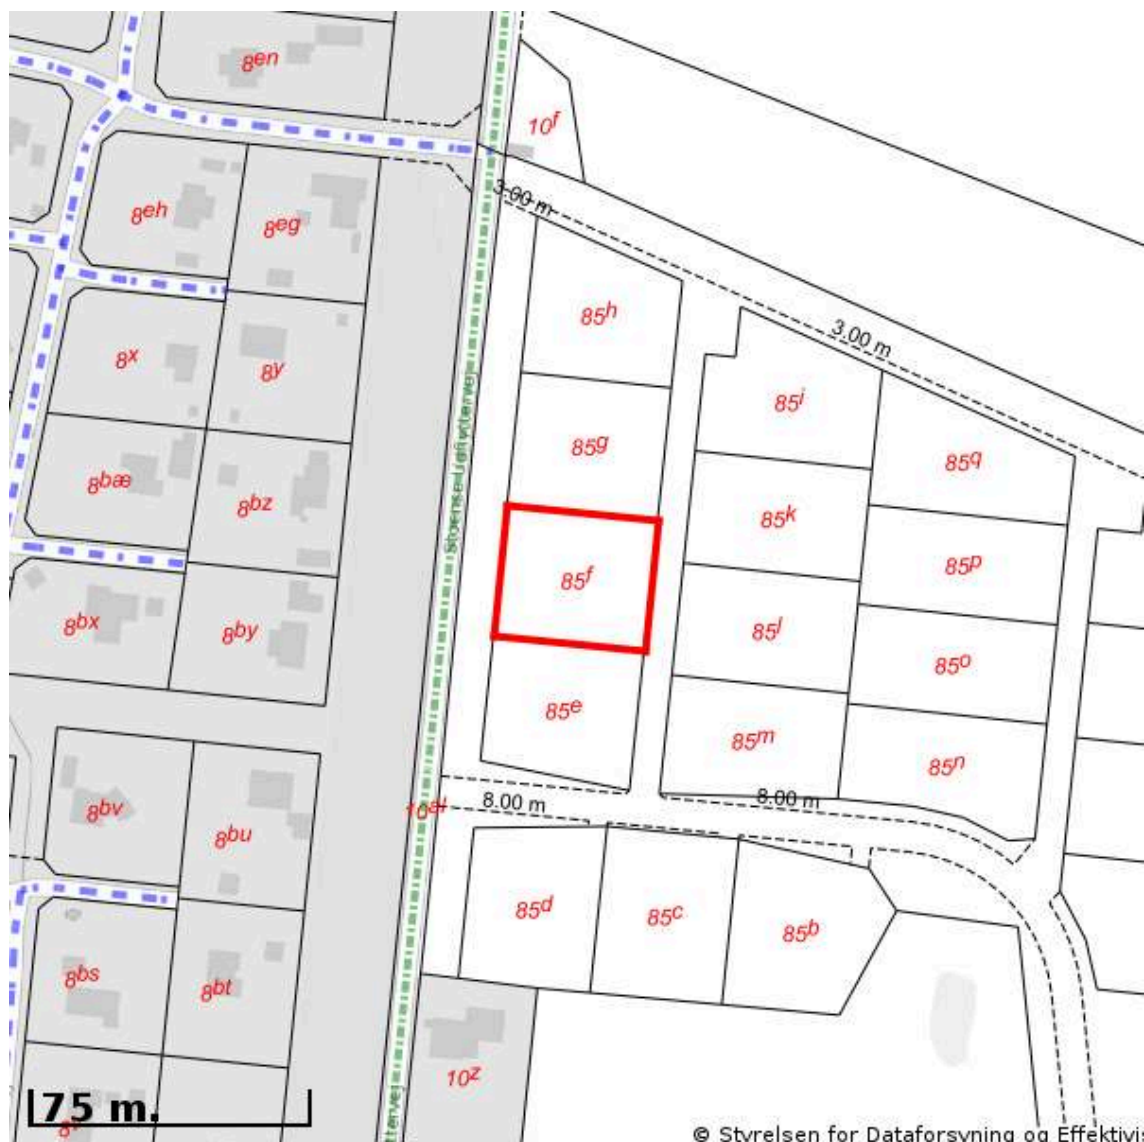 8en
10f
3.00 m
8eh
8eg
85h
3.00 m
8x
8y
85i
85g
85q
8bæ
8bz
85k
85p
85f
8bx
8by
85l
85o
85e
85m
85n
8.00 m
8.00 m
8bv
8bu
85d
85c
85b
8bs
8bt
10z
75 m.
© Styrelsen for Dataforsyning og Effektivis